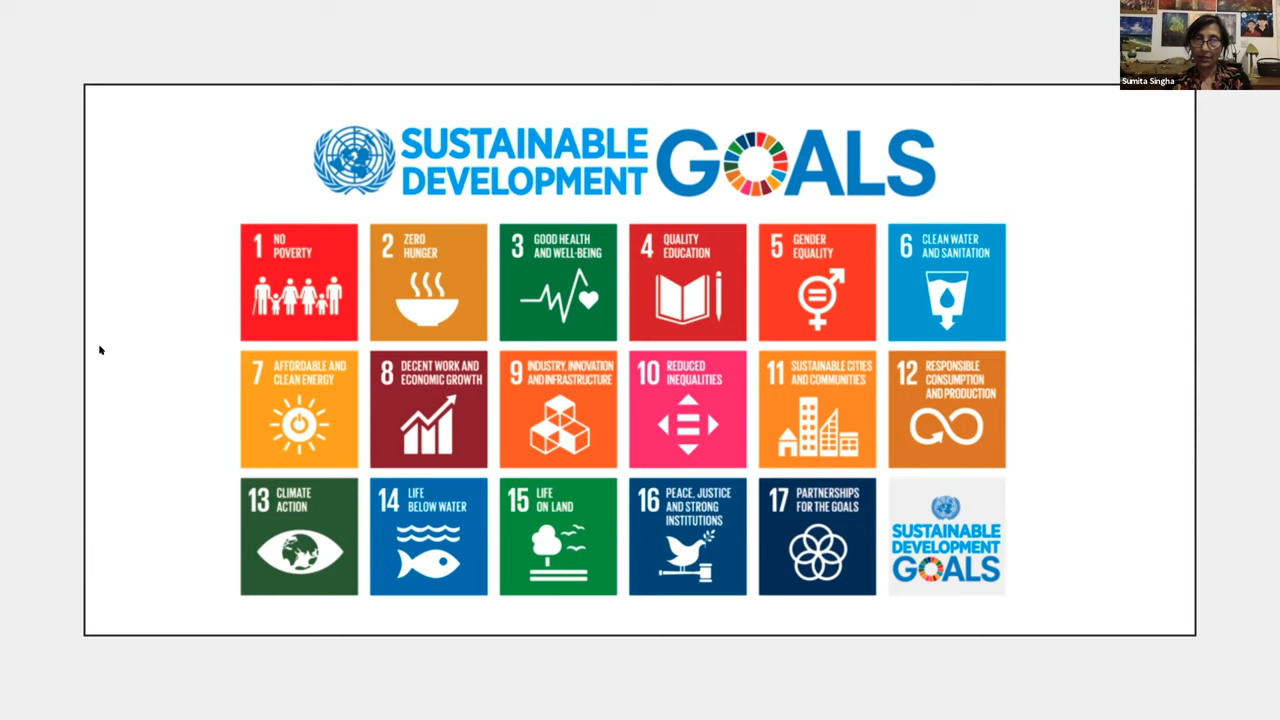 Sumita Singha
SUSTAINABLE
DEVELOPMENT
GOALS
1 NO
POVERTY
2 ZERO
HUNGER
3 GOOD HEALTH
AND WELL-BEING
4 QUALITY
EDUCATION
5 GENDER
EQUALITY
6 CLEAN WATER
AND SANITATION
7 AFFORDABLE AND
CLEAN ENERGY
8 DECENT WORK AND
ECONOMIC GROWTH
9 INDUSTRY, INNOVATION
AND INFRASTRUCTURE
10 REDUCED
INEQUALITIES
11 SUSTAINABLE CITIES
AND COMMUNITIES
12 RESPONSIBLE
CONSUMPTION
AND PRODUCTION
13 CLIMATE
ACTION
14 LIFE
BELOW WATER
15 LIFE
ON LAND
16 PEACE, JUSTICE
AND STRONG
INSTITUTIONS
17 PARTNERSHIPS
FOR THE GOALS
SUSTAINABLE
DEVELOPMENT
GOALS